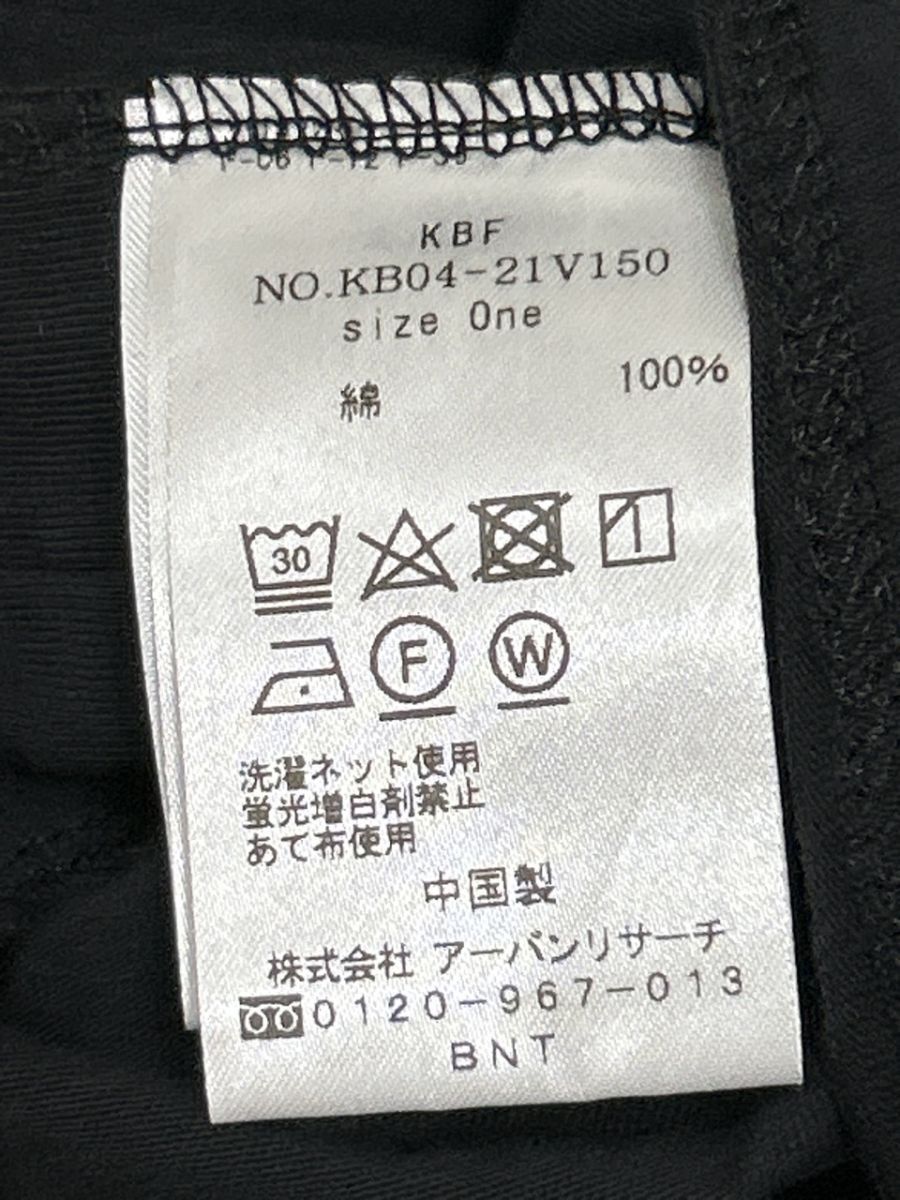 KBF
NO.KB04-21V150
size One
綿 100%
30
F W
洗濯ネット使用
蛍光増白剤禁止
あて布使用
中国製
株式会社 アーバンリサーチ
0120-967-013
BNT